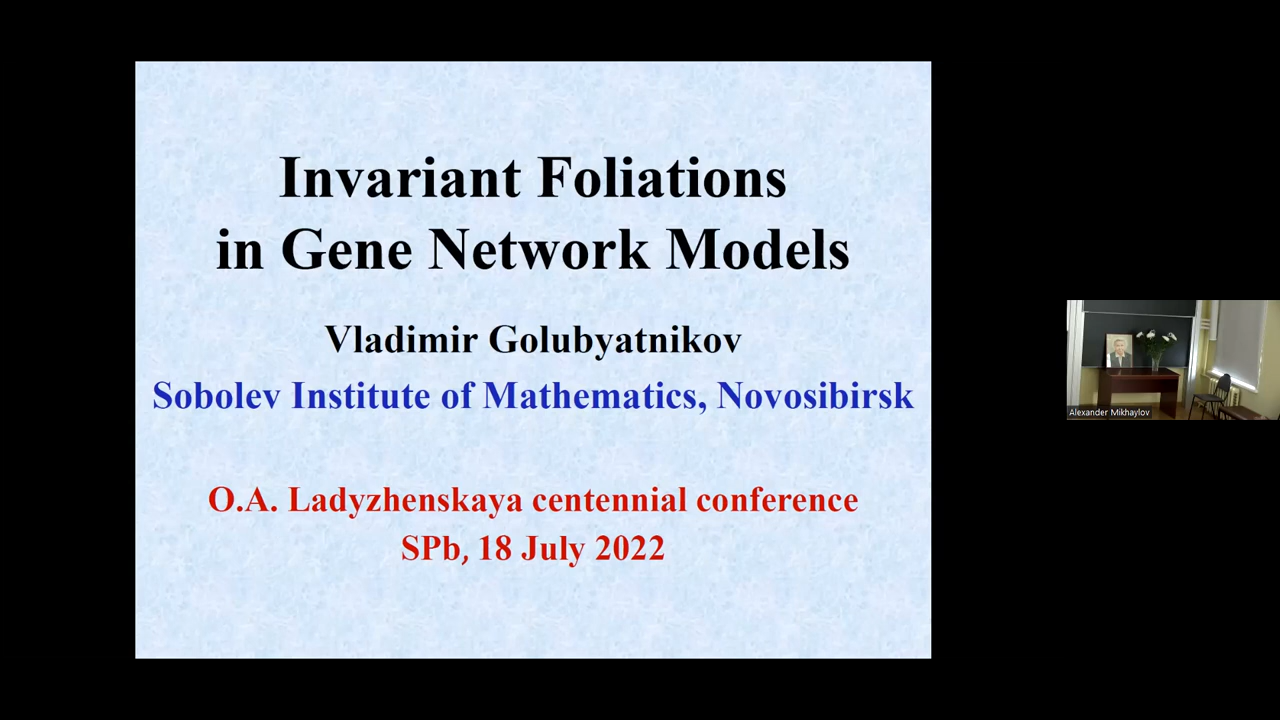 Invariant Foliations
in Gene Network Models
Vladimir Golubyatnikov
Sobolev Institute of Mathematics, Novosibirsk
O.A. Ladyzhenskaya centennial conference
SPb, 18 July 2022
Alexander Mikhaylov